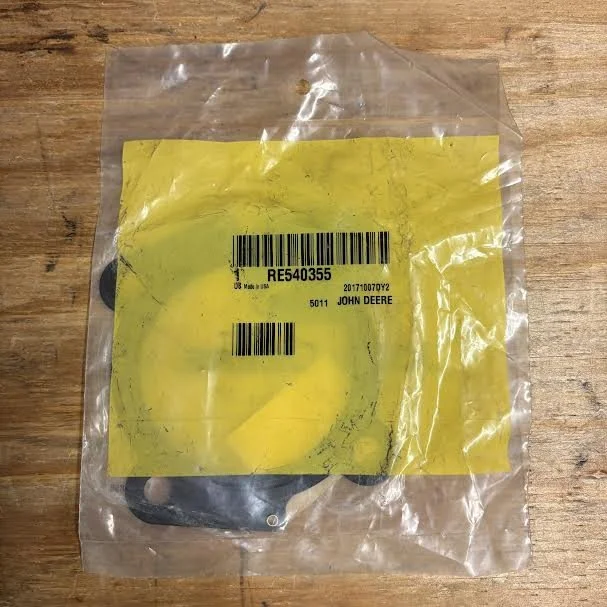 1 RE540355
US Made in USA 20171007DY2
5011 JOHN DEERE